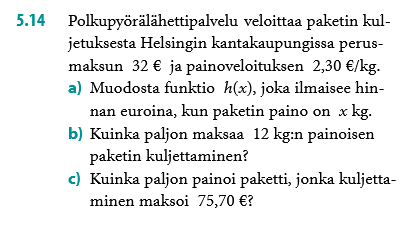 5.14 Polkupyörälähettipalvelu veloittaa paketin kul-
jetuksesta Helsingin kantakaupungissa perus-
maksun 32 € ja painoveloituksen 2,30 €/kg.
a) Muodosta funktio h(x), joka ilmaisee hin-
nan euroina, kun paketin paino on x kg.
b) Kuinka paljon maksaa 12 kg:n painoisen
paketin kuljettaminen?
c) Kuinka paljon painoi paketti, jonka kuljetta-
minen maksoi 75,70 €?